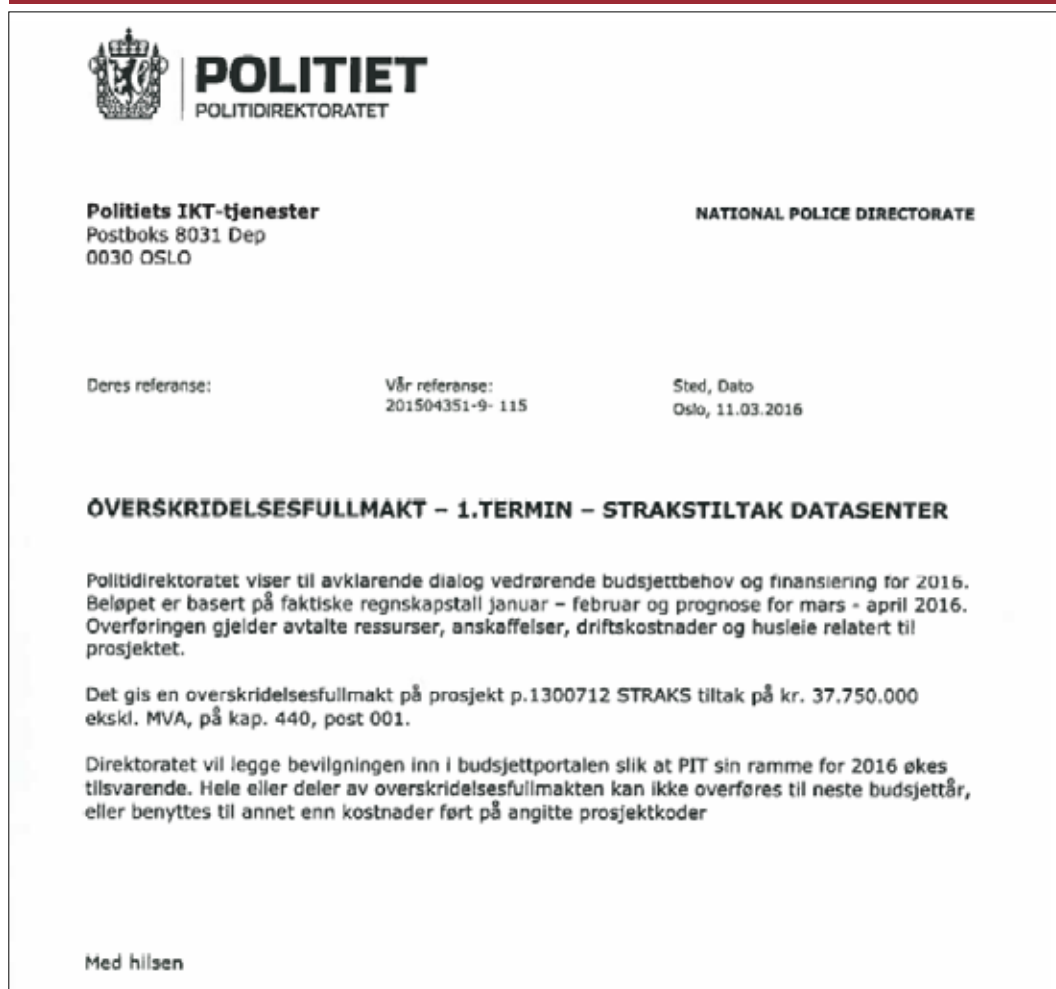 POLITIET
POLITIDIREKTORATET
Politiets IKT-tjenester
Postboks 8031 Dep
0030 OSLO
NATIONAL POLICE DIRECTORATE
Deres referanse:
Vår referanse:
201504351-9- 115
Sted, Dato
Oslo, 11.03.2016
OVERSKRIDELSESFULLMAKT – 1.TERMIN – STRAKSTILTAK DATASENTER
Politidirektoratet viser til avklarende dialog vedrørende budsjettbehov og finansiering for 2016.
Beløpet er basert på faktiske regnskapstall januar – februar og prognose for mars - april 2016.
Overføringen gjelder avtalte ressurser, anskaffelser, driftskostnader og husleie relatert til
prosjektet.
Det gis en overskridelsesfullmakt på prosjekt p.1300712 STRAKS tiltak på kr. 37.750.000
ekskl. MVA, på kap. 440, post 001.
Direktoratet vil legge bevilgningen inn i budsjettportalen slik at PIT sin ramme for 2016 økes
tilsvarende. Hele eller deler av overskridelsesfullmakten kan ikke overføres til neste budsjettår,
eller benyttes til annet enn kostnader ført på angitte prosjektkoder
Med hilsen